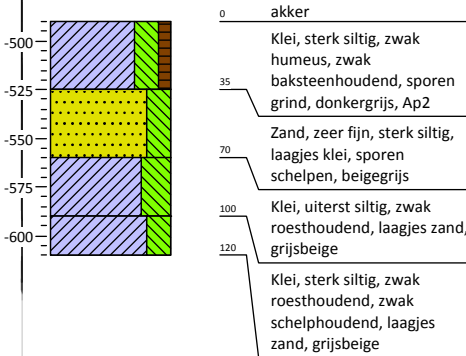 0
akker
Klei, sterk siltig, zwak
humeus, zwak
baksteenhoudend, sporen
grind, donkergrijs, Ap2
35
Zand, zeer fijn, sterk siltig,
laagjes klei, sporen
schelpen, beigegrijs
70
Klei, uiterst siltig, zwak
roesthoudend, laagjes zand,
grijsbeige
100
Klei, sterk siltig, zwak
roesthoudend, zwak
schelphoudend, laagjes
zand, grijsbeige
120
-500
-525
-550
-575
-600